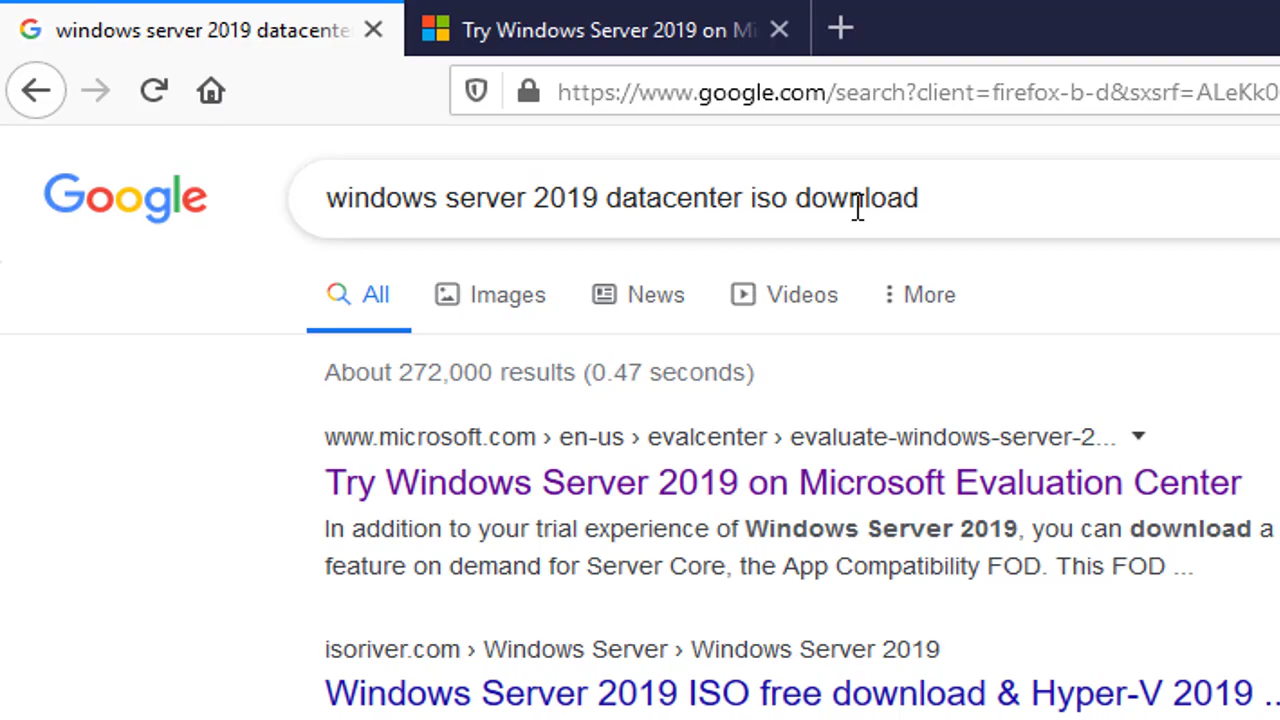 windows server 2019 datacente
Try Windows Server 2019 on Mi
https://www.google.com/search?client=firefox-b-d&sxsrf=ALeKk0
Google
windows server 2019 datacenter iso download
All Images News Videos More
About 272,000 results (0.47 seconds)
www.microsoft.com › en-us › evalcenter › evaluate-windows-server-2...
Try Windows Server 2019 on Microsoft Evaluation Center
In addition to your trial experience of Windows Server 2019, you can download a
feature on demand for Server Core, the App Compatibility FOD. This FOD ...
isoriver.com › Windows Server › Windows Server 2019
Windows Server 2019 ISO free download & Hyper-V 2019 ...